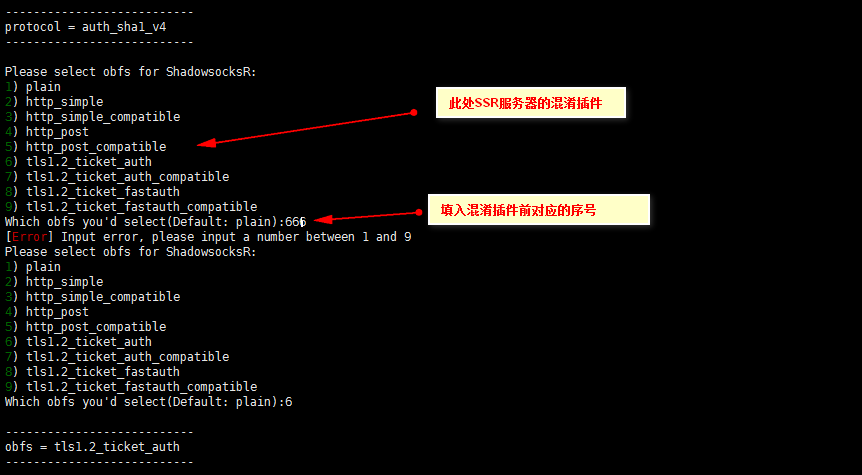 ---------------------------
protocol = auth_sha1_v4
---------------------------
Please select obfs for ShadowsocksR:
1) plain
2) http_simple
3) http_simple_compatible
4) http_post
5) http_post_compatible
6) tls1.2_ticket_auth
7) tls1.2_ticket_auth_compatible
8) tls1.2_ticket_fastauth
9) tls1.2_ticket_fastauth_compatible
Which obfs you'd select(Default: plain):666
[Error] Input error, please input a number between 1 and 9
Please select obfs for ShadowsocksR:
1) plain
2) http_simple
3) http_simple_compatible
4) http_post
5) http_post_compatible
6) tls1.2_ticket_auth
7) tls1.2_ticket_auth_compatible
8) tls1.2_ticket_fastauth
9) tls1.2_ticket_fastauth_compatible
Which obfs you'd select(Default: plain):6
---------------------------
obfs = tls1.2_ticket_auth
---------------------------
此处SSR服务器的混淆插件
填入混淆插件前对应的序号